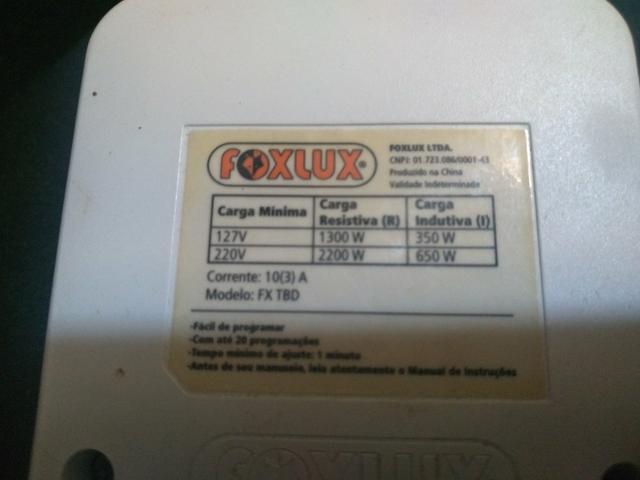 FOXLUX®
FOXLUX LTDA.
CNPJ: 01.723.086/0001-43
Produzido na China
Validade Indeterminada
Carga Mínima Carga Resistiva (R) Carga Indutiva (I)
127V 1300 W 350 W
220V 2200 W 650 W
Corrente: 10(3) A
Modelo: FX TBD
-Fácil de programar
-Com até 20 programações
-Tempo mínimo de ajuste: 1 minuto
-Antes de seu manuseio, leia atentamente o Manual de Instruções
FOXLUX